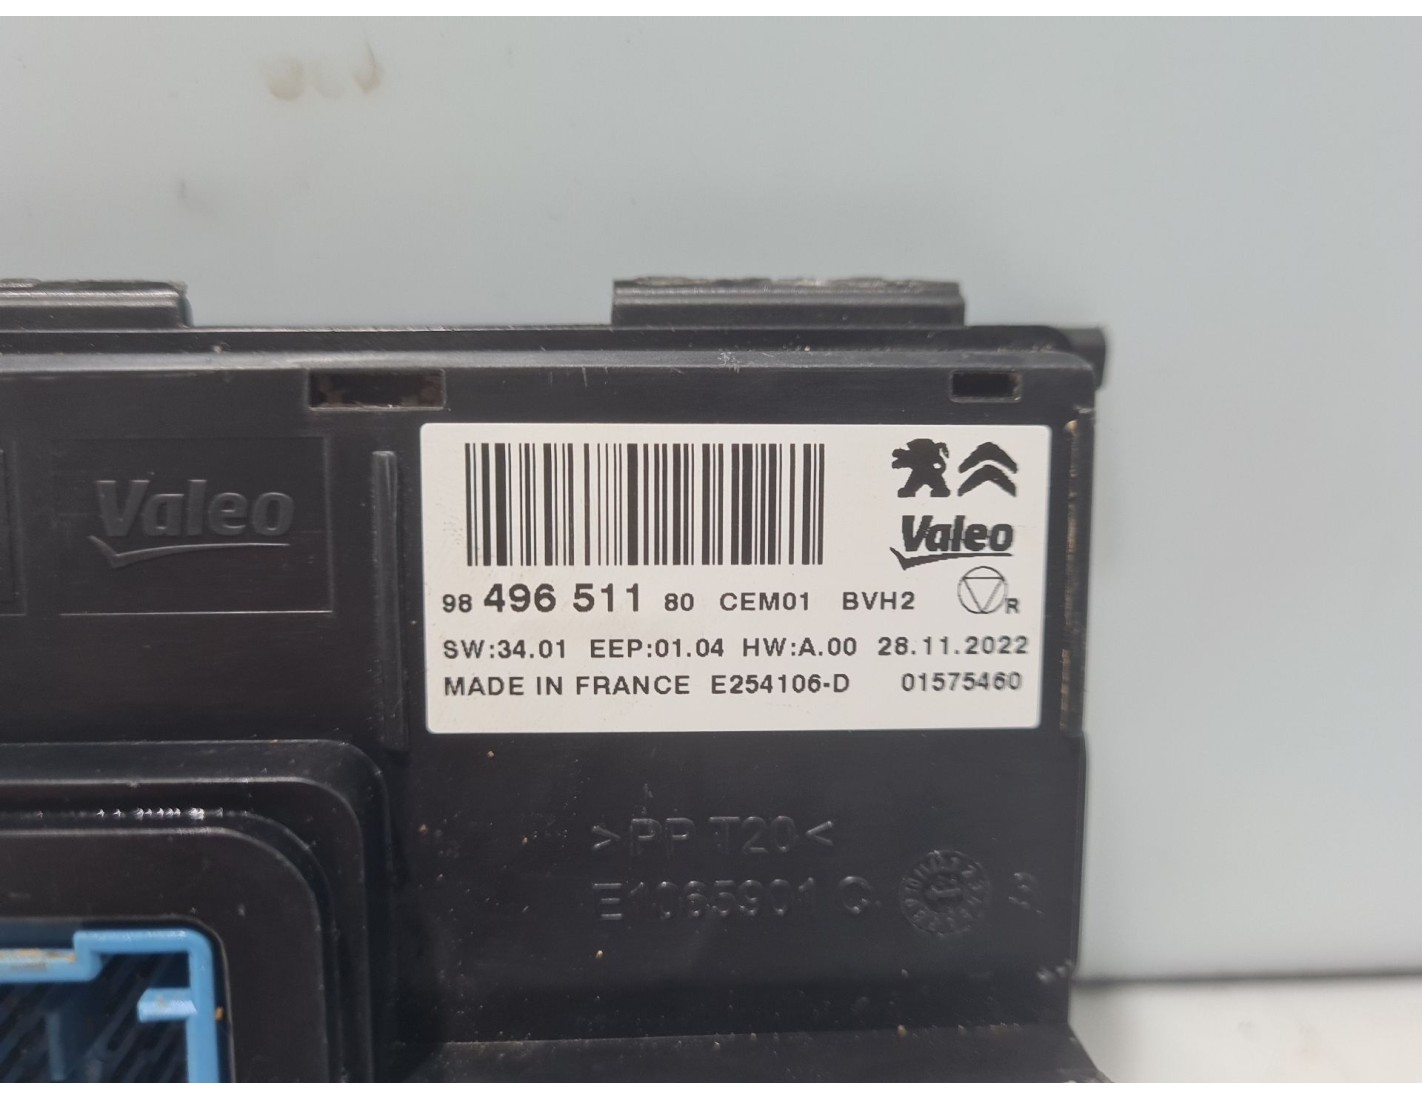 Valeo
Valeo
98 496 511 80 CEM01 BVH2 R
SW:34.01 EEP:01.04 HW:A.00 28.11.2022
MADE IN FRANCE E254106-D 01575460
>PP T20<
E1065901 G